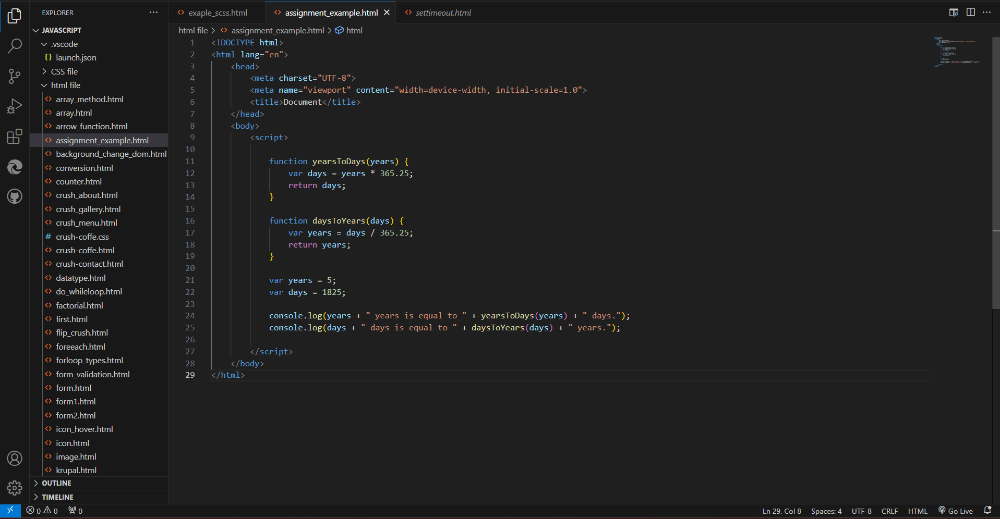 EXPLORER
JAVASCRIPT
.vscode
{} launch.json
CSS file
html file
<> array_method.html
<> array.html
<> arrow_function.html
<> assignment_example.html
<> background_change_dom.html
<> conversion.html
<> counter.html
<> crush_about.html
<> crush_gallery.html
<> crush_menu.html
# crush-coffe.css
<> crush-coffe.html
<> crush-contact.html
<> datatype.html
<> do_whileloop.html
<> factorial.html
<> first.html
<> flip_crush.html
<> foreeach.html
<> forloop_types.html
<> form_validation.html
<> form.html
<> form1.html
<> form2.html
<> icon_hover.html
<> icon.html
<> image.html
<> krupal.html
OUTLINE
TIMELINE
<> exaple_scss.html <> assignment_example.html <> settimeout.html
html file > <> assignment_example.html > html
1 <!DOCTYPE html>
2 <html lang="en">
3 <head>
4 <meta charset="UTF-8">
5 <meta name="viewport" content="width=device-width, initial-scale=1.0">
6 <title>Document</title>
7 </head>
8 <body>
9 <script>
10
11 function yearsToDays(years) {
12 var days = years * 365.25;
13 return days;
14 }
15
16 function daysToYears(days) {
17 var years = days / 365.25;
18 return years;
19 }
20
21 var years = 5;
22 var days = 1825;
23
24 console.log(years + " years is equal to " + yearsToDays(years) + " days.");
25 console.log(days + " days is equal to " + daysToYears(days) + " years.");
26
27 </script>
28 </body>
29 </html>
0 0 0 Ln 29, Col 8 Spaces: 4 UTF-8 CRLF HTML Go Live